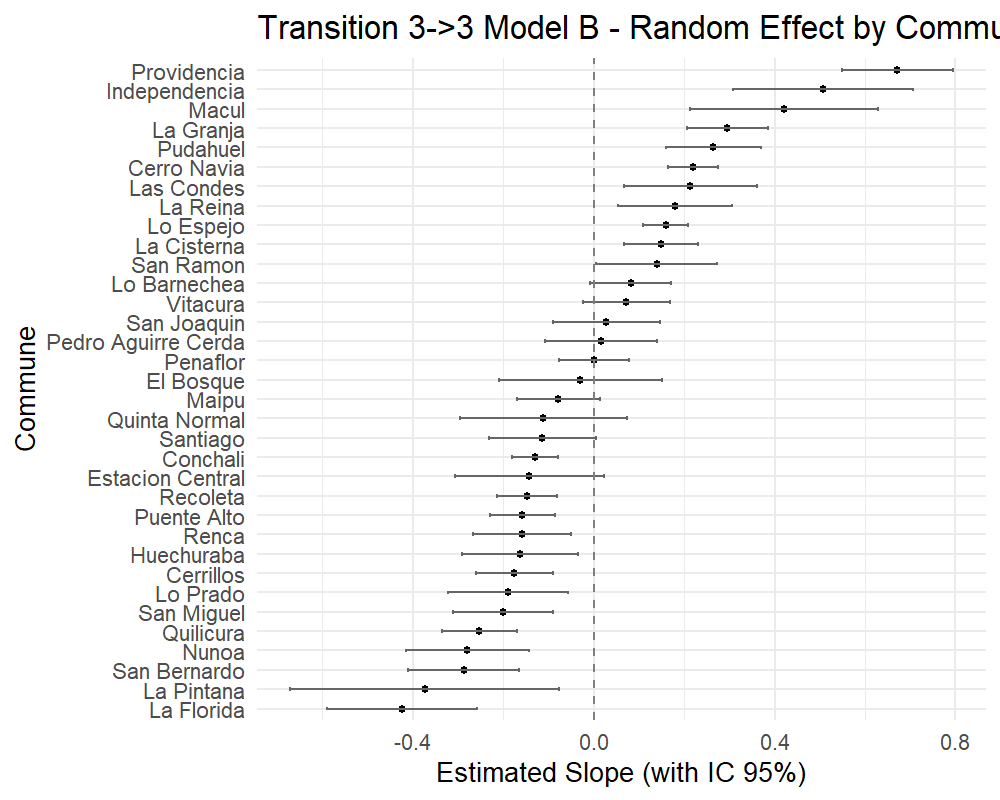 Transition 3->3 Model B - Random Effect by Commu
Providencia
Independencia
Macul
La Granja
Pudahuel
Cerro Navia
Las Condes
La Reina
Lo Espejo
La Cisterna
San Ramon
Lo Barnechea
Vitacura
San Joaquin
Pedro Aguirre Cerda
Penaflor
El Bosque
Maipu
Quinta Normal
Santiago
Conchali
Estacion Central
Recoleta
Puente Alto
Renca
Huechuraba
Cerrillos
Lo Prado
San Miguel
Quilicura
Nunoa
San Bernardo
La Pintana
La Florida
Commune
-0.4 0.0 0.4 0.8
Estimated Slope (with IC 95%)